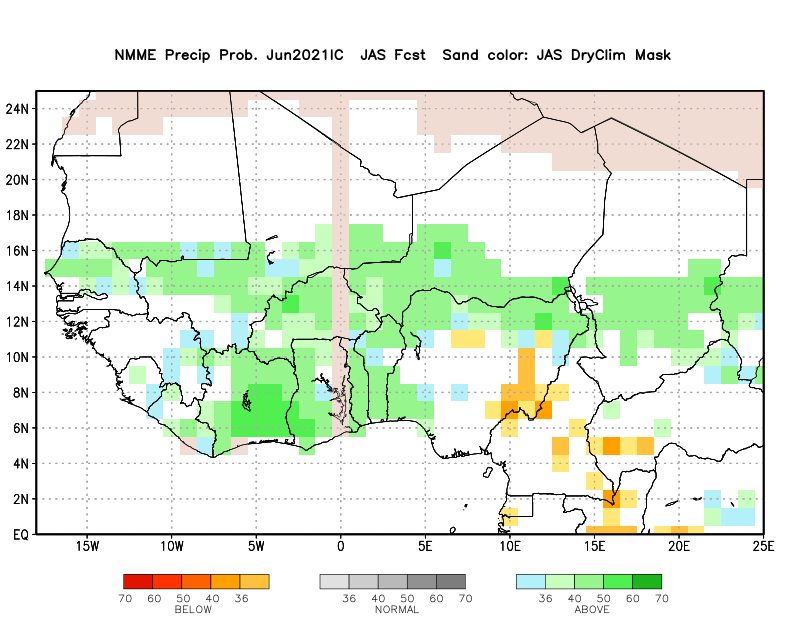 NMME Precip Prob. Jun2021IC  JAS Fcst  Sand color: JAS DryClim Mask
24N
22N
20N
18N
16N
14N
12N
10N
8N
6N
4N
2N
EQ
15W 10W 5W 0 5E 10E 15E 20E 25E
70 60 50 40 36 36 40 50 60 70 36 40 50 60 70
BELOW NORMAL ABOVE